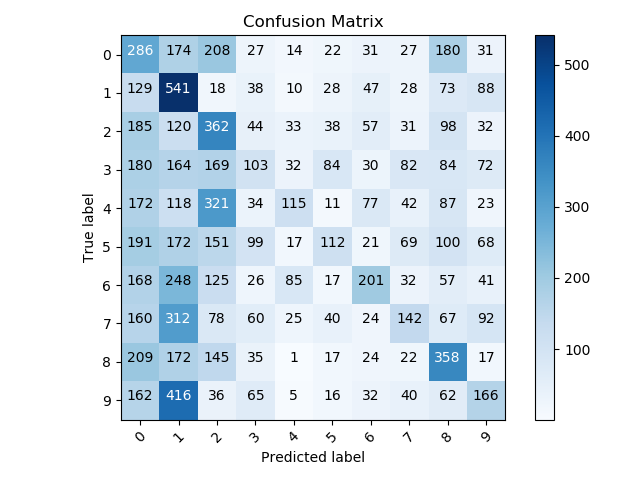 Confusion Matrix
0 286 174 208 27 14 22 31 27 180 31
1 129 541 18 38 10 28 47 28 73 88
2 185 120 362 44 33 38 57 31 98 32
3 180 164 169 103 32 84 30 82 84 72
4 172 118 321 34 115 11 77 42 87 23
5 191 172 151 99 17 112 21 69 100 68
6 168 248 125 26 85 17 201 32 57 41
7 160 312 78 60 25 40 24 142 67 92
8 209 172 145 35 1 17 24 22 358 17
9 162 416 36 65 5 16 32 40 62 166
0 1 2 3 4 5 6 7 8 9
Predicted label
True label
500
400
300
200
100